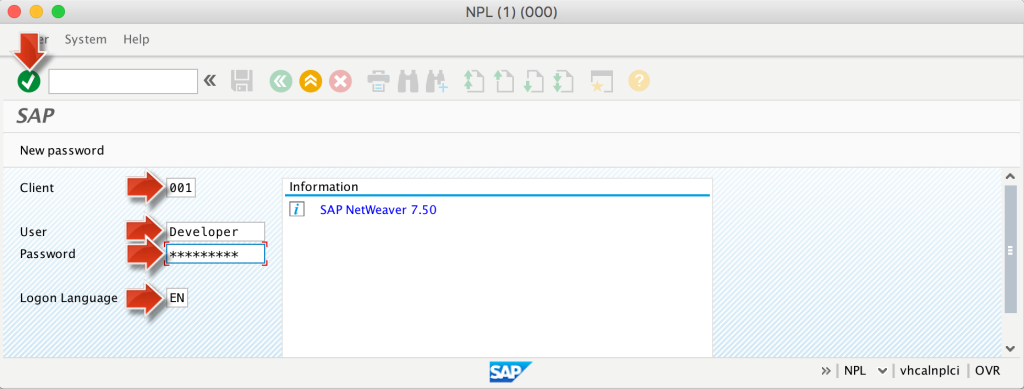 NPL (1) (000)
System Help
SAP
New password
Client 001
Information
SAP NetWeaver 7.50
User Developer
Password *********
Logon Language EN
SAP
NPL vhcalnplci OVR